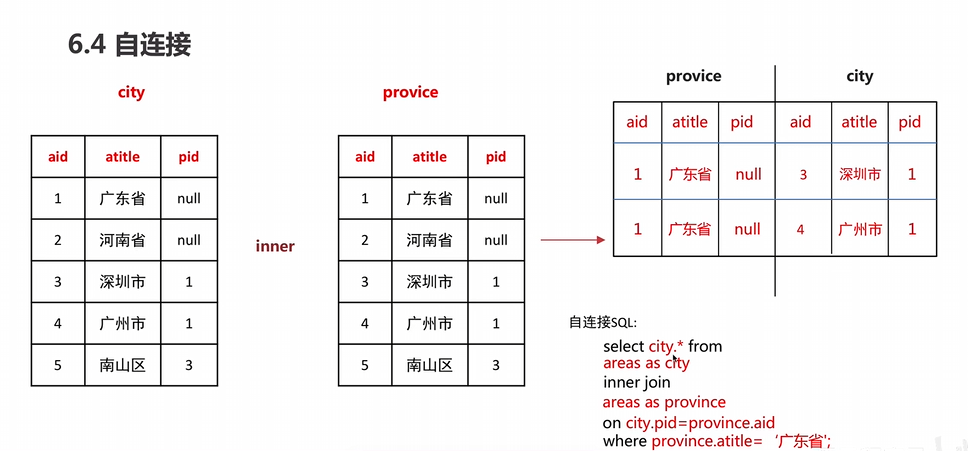 6.4 自连接
city
aid atitle pid
1 广东省 null
2 河南省 null
3 深圳市 1
4 广州市 1
5 南山区 3
inner
provice
aid atitle pid
1 广东省 null
2 河南省 null
3 深圳市 1
4 广州市 1
5 南山区 3
provice city
aid atitle pid aid atitle pid
1 广东省 null 3 深圳市 1
1 广东省 null 4 广州市 1
自连接SQL:
select city.* from
areas as city
inner join
areas as province
on city.pid=province.aid
where province.atitle= ‘广东省';